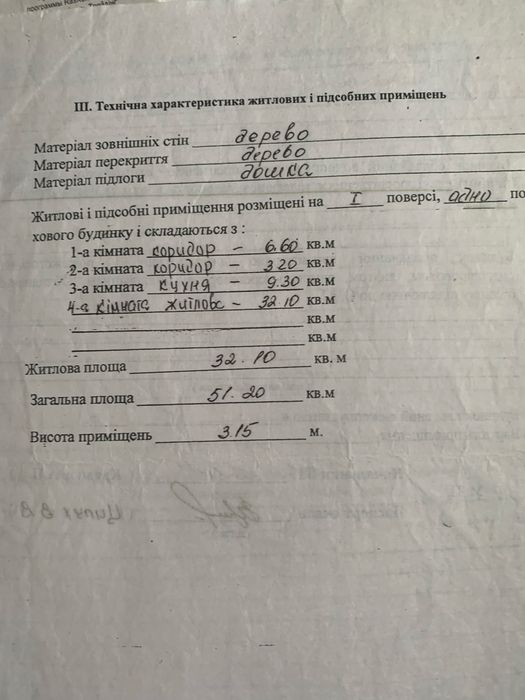 програмы
III. Технічна характеристика житлових і підсобних приміщень
Матеріал зовнішніх стін дерево
Матеріал перекриття дерево
Матеріал підлоги дошка
Житлові і підсобні приміщення розміщені на I поверсі, одно по
хового будинку і складаються з :
1-а кімната коридор – 6.60 кв.м
2-а кімната коридор – 3 20 кв.м
3-а кімната кухня – 9.30 кв.м
4-а кімната житлова – 32 10 кв.м
кв.м
кв.м
Житлова площа 32.10 кв. м
Загальна площа 51.20 кв.м
Висота приміщень 3.15 м.